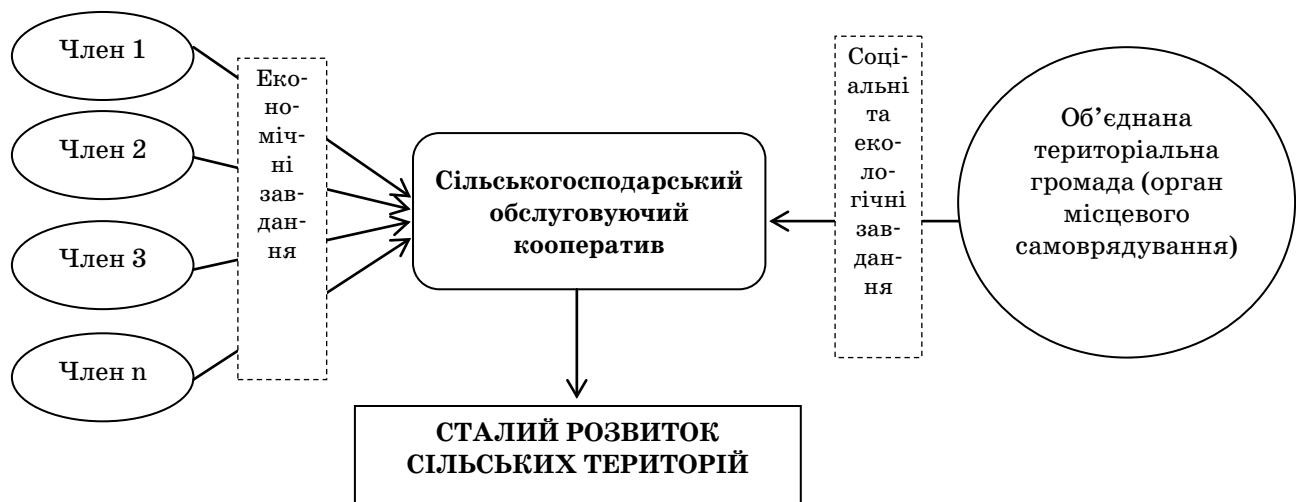 Член 1
Член 2
Член 3
Член n
Еко-
но-
міч-
ні
зав-
дан-
ня
Сільськогосподарський
обслуговуючий
кооператив
Соці-
альні
та
еко-
ло-
гічні
зав-
дан-
ня
Об’єднана
територіальна
громада (орган
місцевого
самоврядування)
СТАЛИЙ РОЗВИТОК
СІЛЬСЬКИХ ТЕРИТОРІЙ